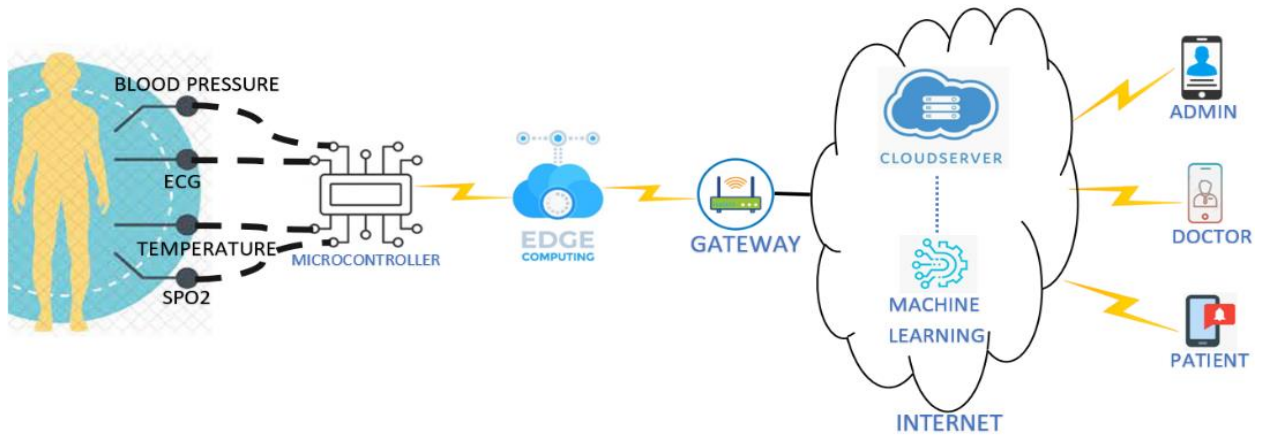 BLOOD PRESSURE
ECG
TEMPERATURE
SPO2
MICROCONTROLLER
EDGE
COMPUTING
GATEWAY
CLOUDSERVER
MACHINE
LEARNING
INTERNET
ADMIN
DOCTOR
PATIENT